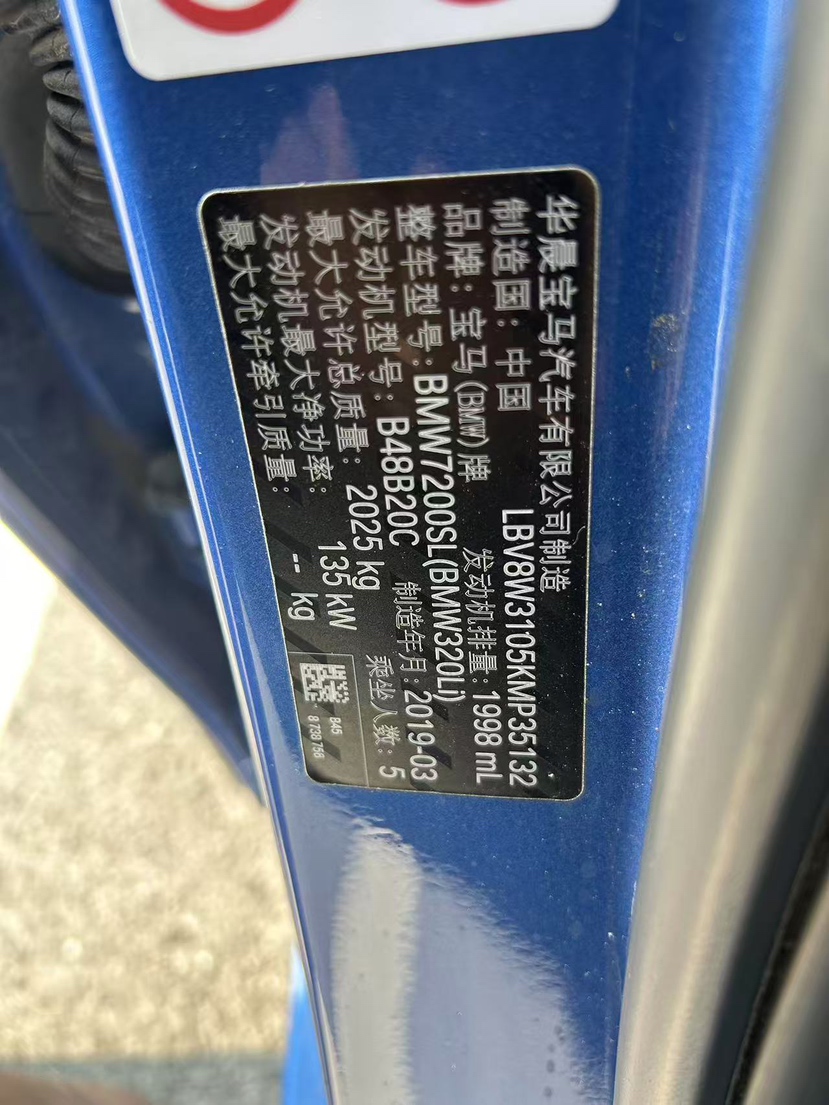 华晨宝马汽车有限公司制造
制造国：中国 LBV8W3105KMP35132
品牌：宝马(BMW)牌 发动机排量：1998 mL
整车型号：BMW7200SL(BMW320Li)
发动机型号：B48B20C 制造年月：2019-03
最大允许总质量：2025 kg 乘坐人数：5
发动机最大净功率：135 kW
最大允许牵引质量：-- kg
B45
8 738 756